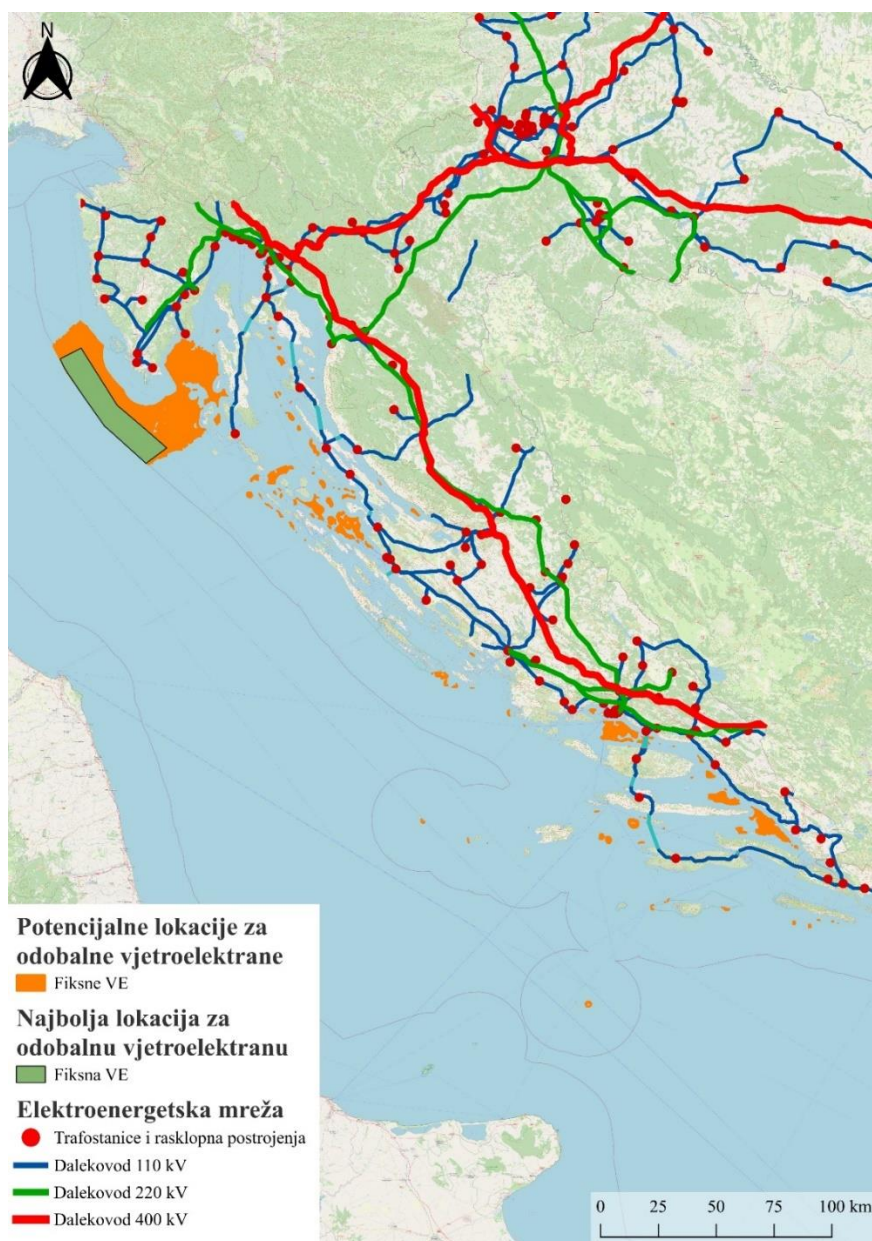 N
Potencijalne lokacije za
odobalne vjetroelektrane
Fiksne VE
Najbolja lokacija za
odobalnu vjetroelektranu
Fiksna VE
Elektroenergetska mreža
Trafostanice i rasklopna postrojenja
Dalekovod 110 kV
Dalekovod 220 kV
Dalekovod 400 kV
0 25 50 75 100 km